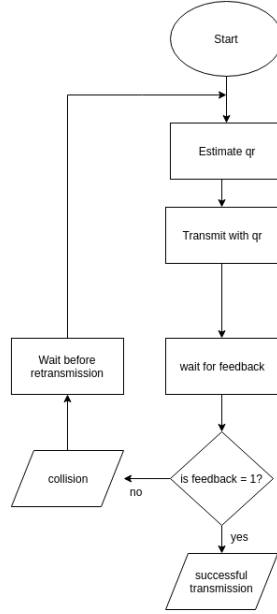 Start
Estimate qr
Transmit with qr
Wait before
retransmission
wait for feedback
collision
is feedback = 1?
no
yes
successful
transmission